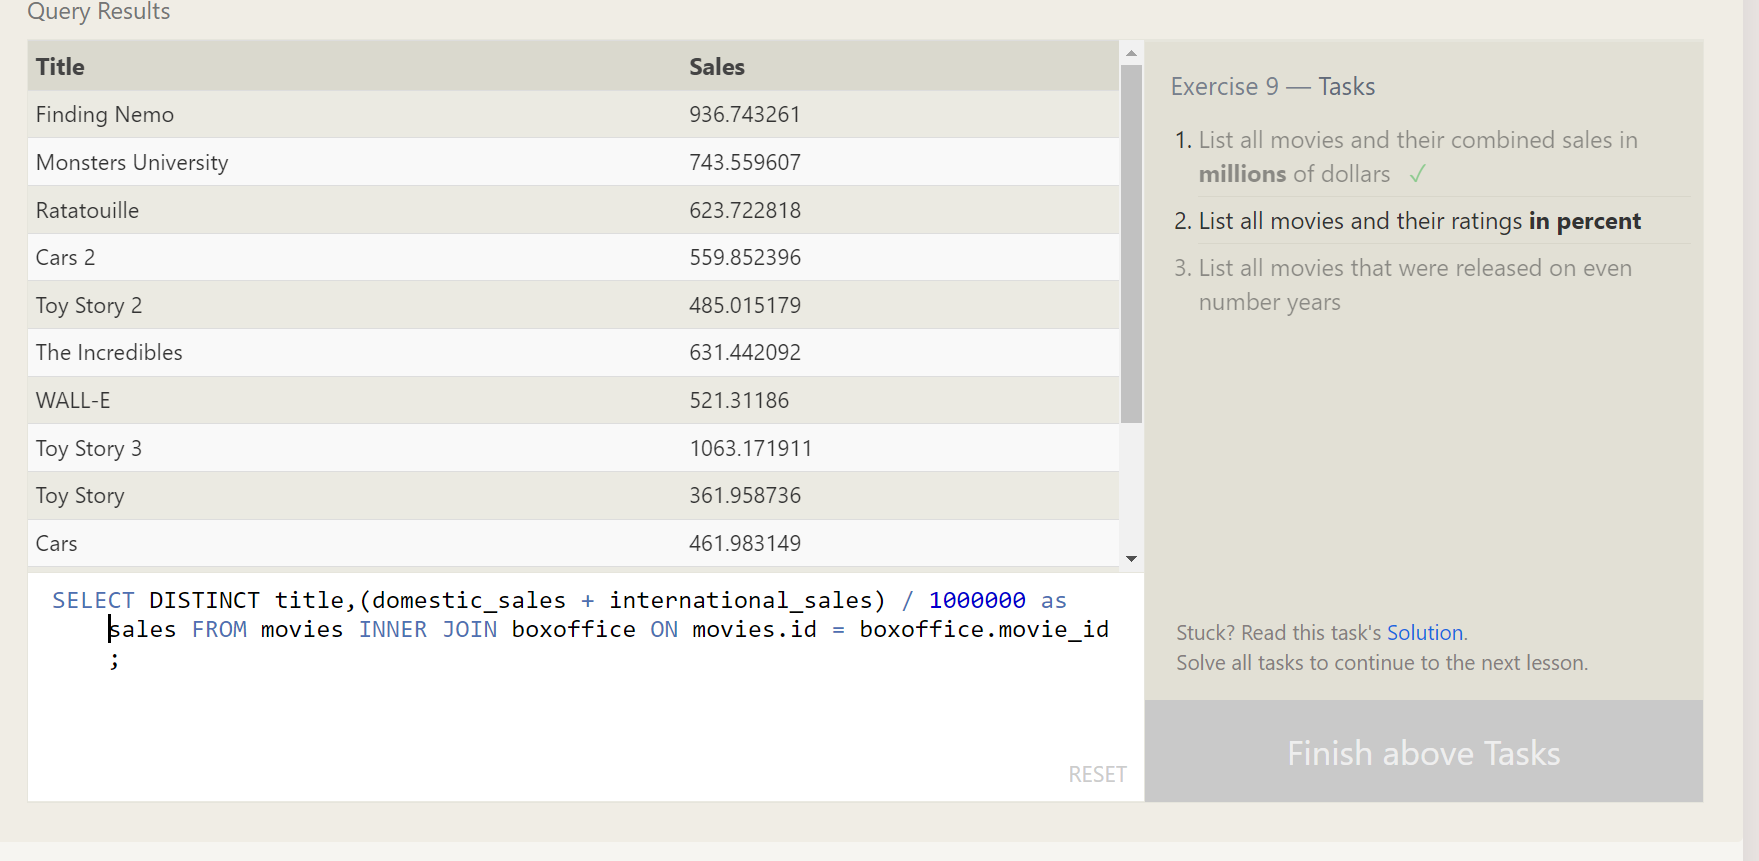 Query Results
Title Sales
Finding Nemo 936.743261
Monsters University 743.559607
Ratatouille 623.722818
Cars 2 559.852396
Toy Story 2 485.015179
The Incredibles 631.442092
WALL-E 521.31186
Toy Story 3 1063.171911
Toy Story 361.958736
Cars 461.983149
SELECT DISTINCT title,(domestic_sales + international_sales) / 1000000 as
sales FROM movies INNER JOIN boxoffice ON movies.id = boxoffice.movie_id
;
RESET
Exercise 9 — Tasks
1. List all movies and their combined sales in
millions of dollars ✓
2. List all movies and their ratings in percent
3. List all movies that were released on even
number years
Stuck? Read this task's Solution.
Solve all tasks to continue to the next lesson.
Finish above Tasks